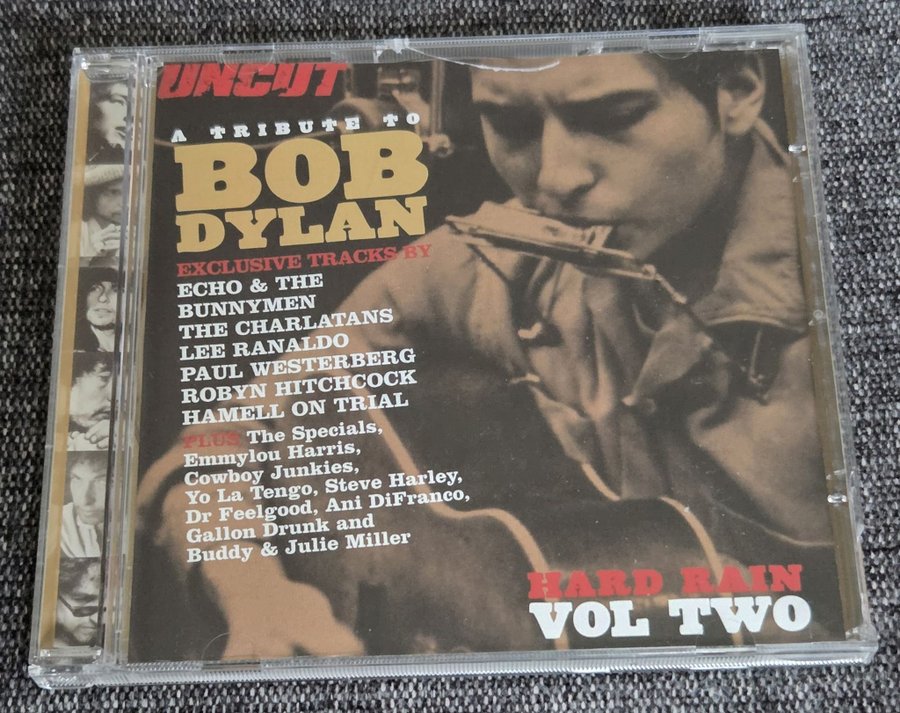 UNCUT
A TRIBUTE TO
BOB
DYLAN
EXCLUSIVE TRACKS BY
ECHO & THE
BUNNYMEN
THE CHARLATANS
LEE RANALDO
PAUL WESTERBERG
ROBYN HITCHCOCK
HAMELL ON TRIAL
PLUS The Specials,
Emmylou Harris,
Cowboy Junkies,
Yo La Tengo, Steve Harley,
Dr Feelgood, Ani DiFranco,
Gallon Drunk and
Buddy & Julie Miller
HARD RAIN
VOL TWO